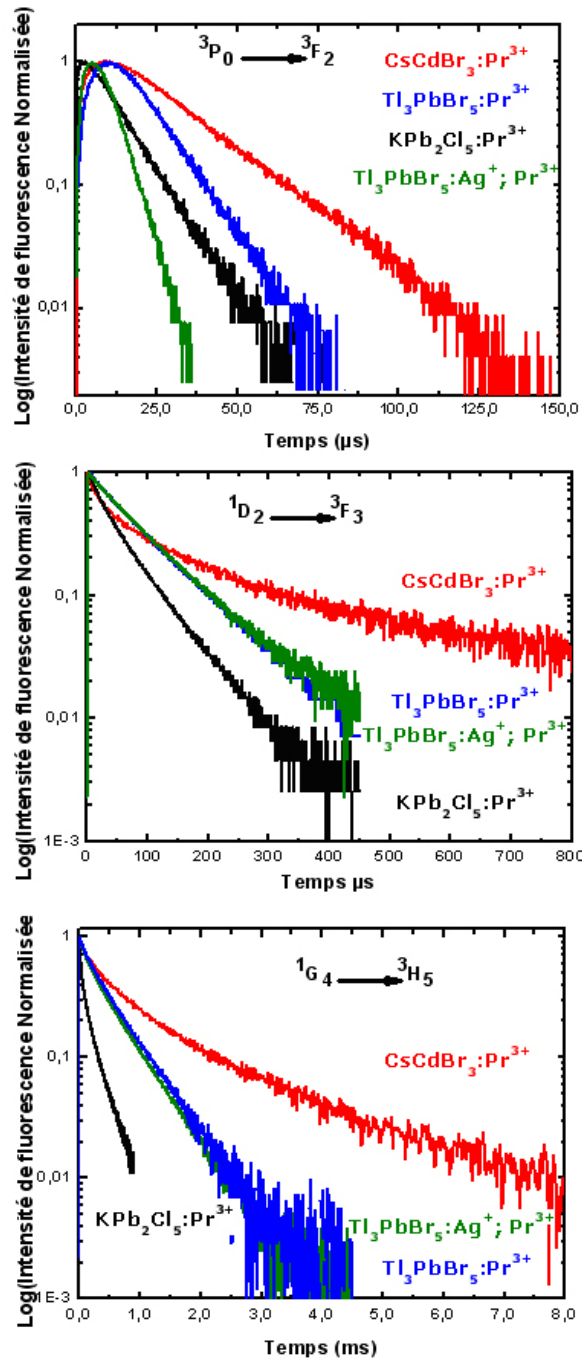 Log(Intensité de fluorescence Normalisée)
³P₀ ³F₂
CsCdBr₃:Pr³⁺
Tl₃PbBr₅:Pr³⁺
KPb₂Cl₅:Pr³⁺
Tl₃PbBr₅:Ag⁺; Pr³⁺
1
0,1
0,01
0,0 25,0 50,0 75,0 100,0 125,0 150,0
Temps (µs)
Log(Intensité de fluorescence Normalisée)
¹D₂ ³F₃
CsCdBr₃:Pr³⁺
Tl₃PbBr₅:Pr³⁺
Tl₃PbBr₅:Ag⁺; Pr³⁺
KPb₂Cl₅:Pr³⁺
1
0,1
0,01
1E-3
0 100 200 300 400 500 600 700 800
Temps µs
Log(Intensité de fluorescence Normalisée)
¹G₄ ³H₅
CsCdBr₃:Pr³⁺
KPb₂Cl₅:Pr³⁺
Tl₃PbBr₅:Ag⁺; Pr³⁺
Tl₃PbBr₅:Pr³⁺
1
0,1
0,01
1E-3
0,0 1,0 2,0 3,0 4,0 5,0 6,0 7,0 8,0
Temps (ms)